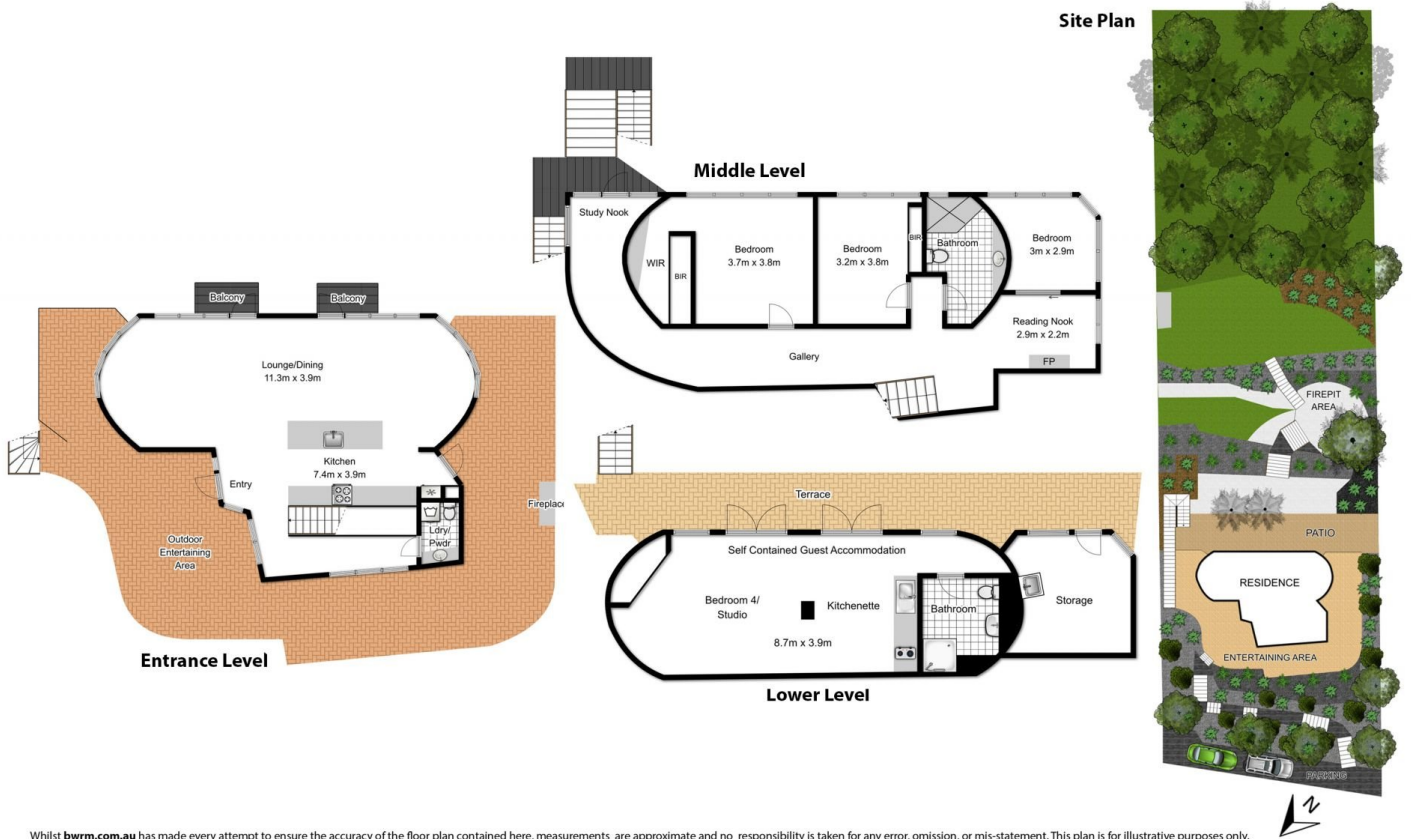 Site Plan
Middle Level
Study Nook
WIR
BIR
Bedroom
3.7m x 3.8m
Bedroom
3.2m x 3.8m
BIR
Bathroom
Bedroom
3m x 2.9m
Reading Nook
2.9m x 2.2m
FP
Gallery
Balcony
Balcony
Lounge/Dining
11.3m x 3.9m
Kitchen
7.4m x 3.9m
Entry
Ldry/
Pwdr
Fireplace
Outdoor
Entertaining
Area
Entrance Level
Terrace
Self Contained Guest Accommodation
Bedroom 4/
Studio
Kitchenette
8.7m x 3.9m
Bathroom
Storage
Lower Level
FIREPIT
AREA
PATIO
RESIDENCE
ENTERTAINING AREA
PARKING
N
Whilst bwrm.com.au has made every attempt to ensure the accuracy of the floor plan contained here, measurements are approximate and no responsibility is taken for any error, omission, or mis-statement. This plan is for illustrative purposes only.